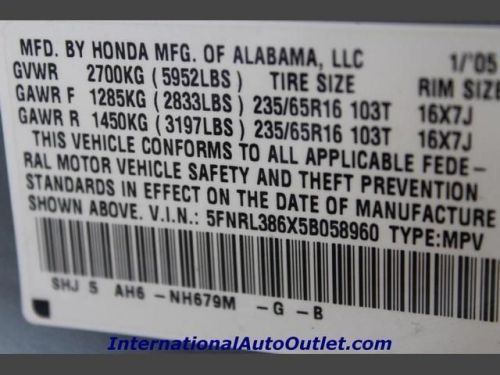 MFD. BY HONDA MFG. OF ALABAMA, LLC 1/'05
GVWR 2700KG (5952LBS) TIRE SIZE RIM SIZE
GAWR F 1285KG (2833LBS) 235/65R16 103T 16X7J
GAWR R 1450KG (3197LBS) 235/65R16 103T 16X7J
THIS VEHICLE CONFORMS TO ALL APPLICABLE FEDE-
RAL MOTOR VEHICLE SAFETY AND THEFT PREVENTION
STANDARDS IN EFFECT ON THE DATE OF MANUFACTURE
SHOWN ABOVE. V.I.N.: 5FNRL386X5B058960 TYPE:MPV
SHJ 5 AH6 -NH679M -G -B
InternationalAutoOutlet.com